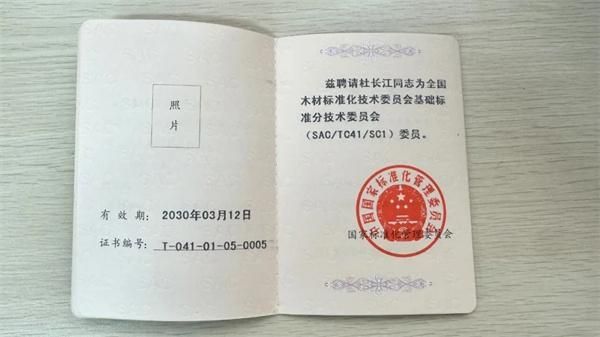 照
片
有 效 期： 2030年03月12日
证书编号： T-041-01-05-0005
兹聘请杜长江同志为全国
木材标准化技术委员会基础标
准分技术委员会
（SAC/TC41/SC1）委员。
中国国家标准化管理委员会
国家标准化管理委员会